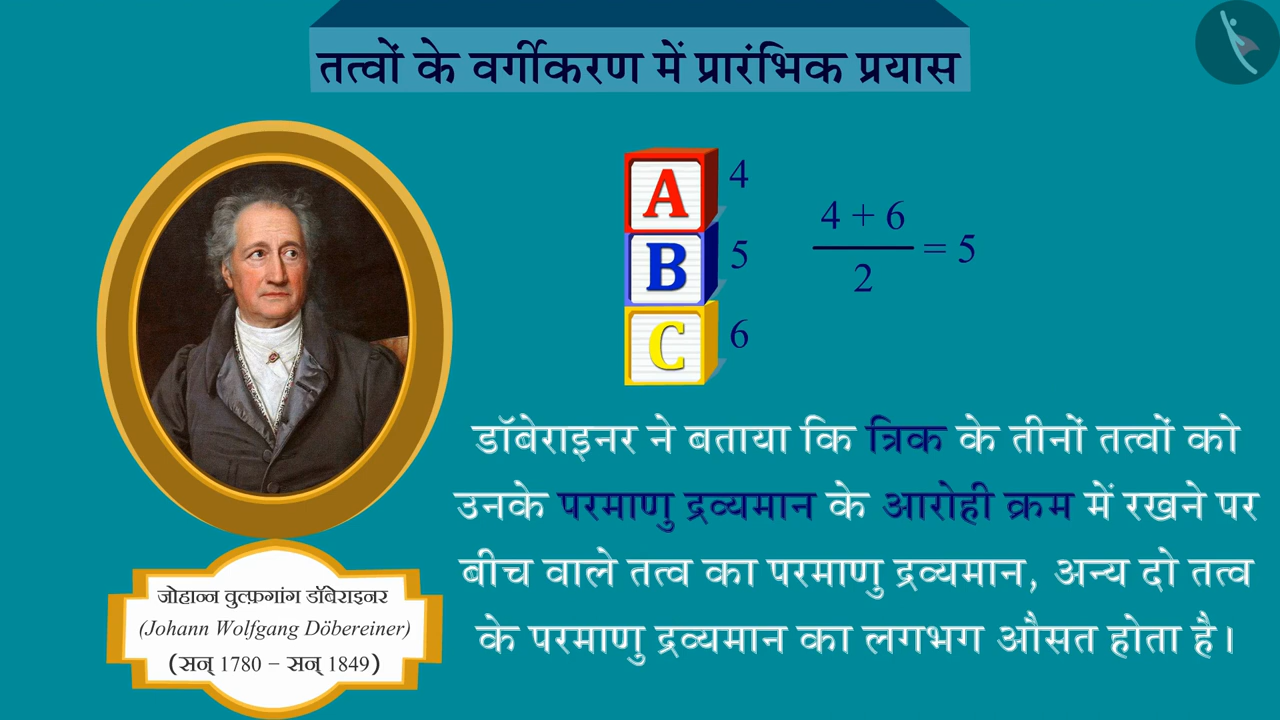 तत्वों के वर्गीकरण में प्रारंभिक प्रयास
A 4
B 5
C 6
4 + 6
2
= 5
डॉबेराइनर ने बताया कि त्रिक के तीनों तत्वों को
उनके परमाणु द्रव्यमान के आरोही क्रम में रखने पर
बीच वाले तत्व का परमाणु द्रव्यमान, अन्य दो तत्व
के परमाणु द्रव्यमान का लगभग औसत होता है।
जोहान्न वुल्फ़गांग डॉबेराइनर
(Johann Wolfgang Döbereiner)
(सन् 1780 – सन् 1849)